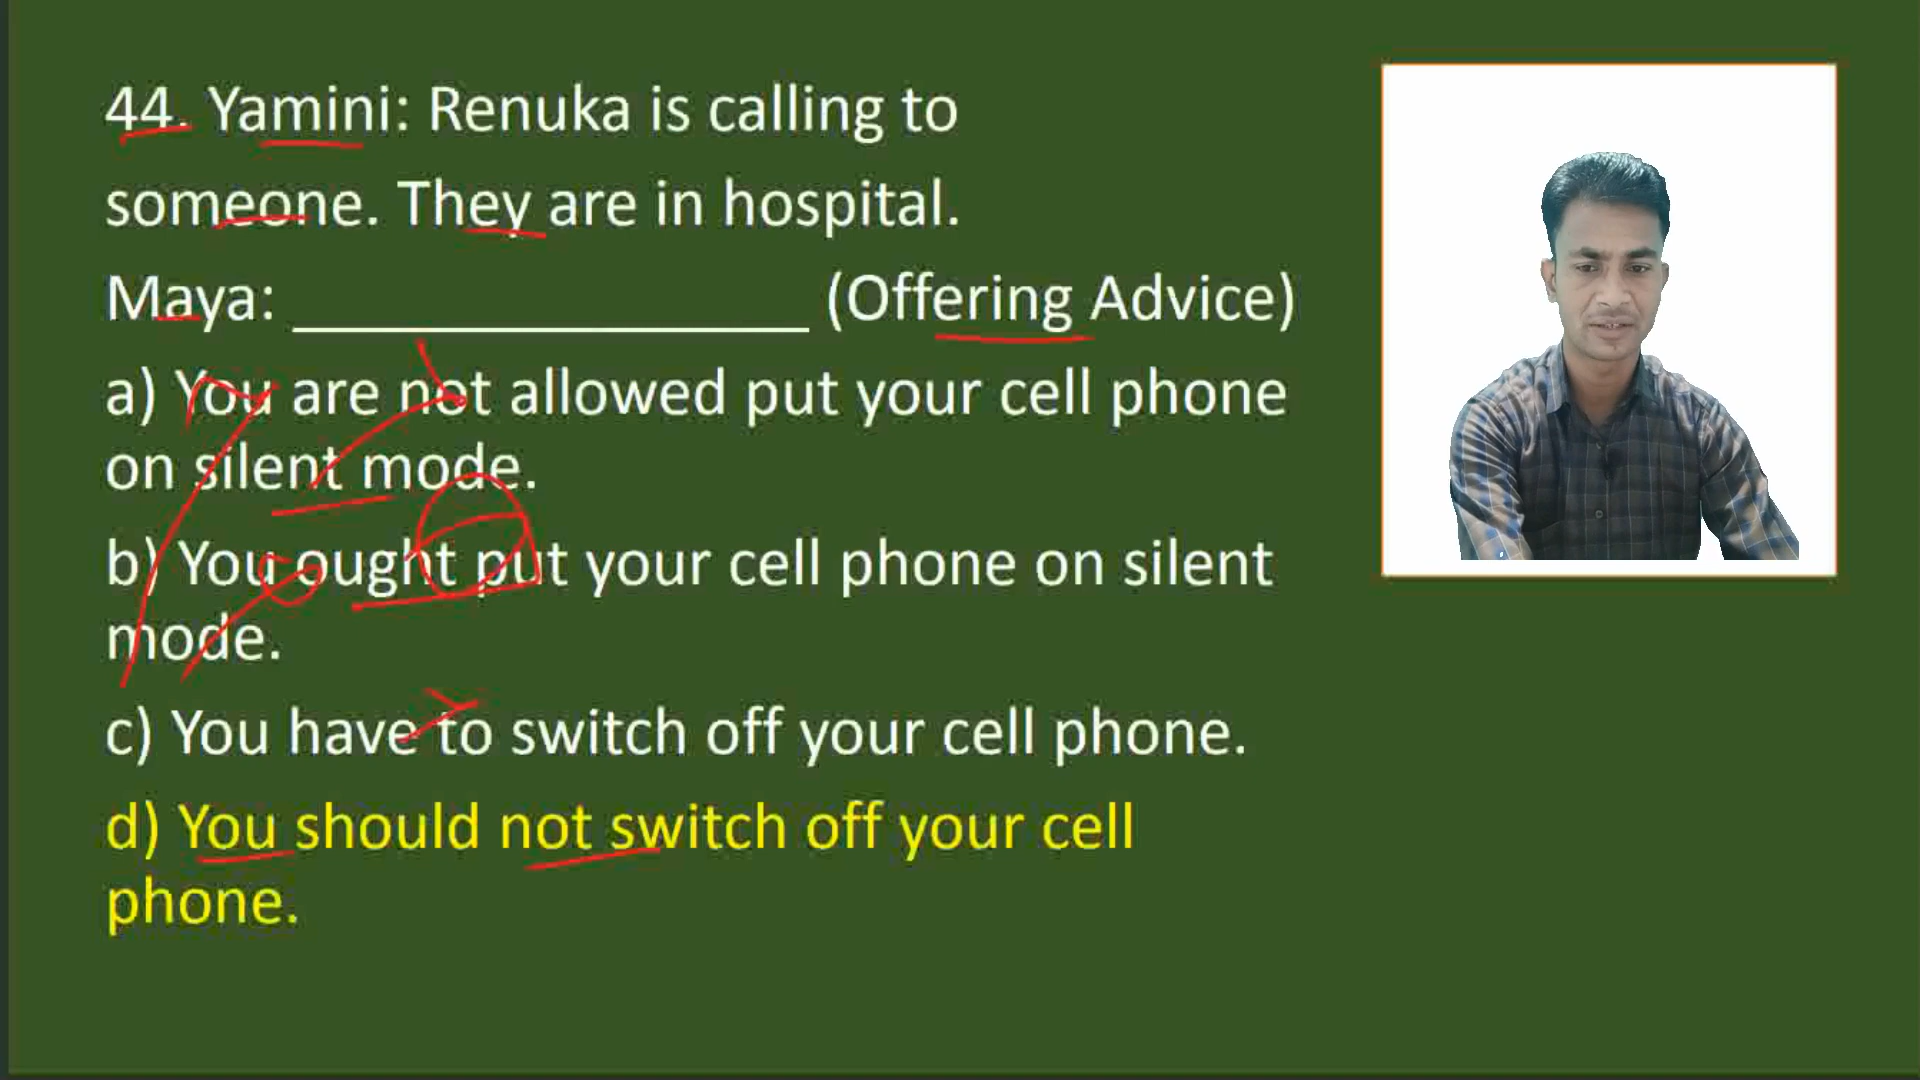 44. Yamini: Renuka is calling to
someone. They are in hospital.
Maya: ________________ (Offering Advice)
a) You are not allowed put your cell phone
on silent mode.
b) You ought put your cell phone on silent
mode.
c) You have to switch off your cell phone.
d) You should not switch off your cell
phone.